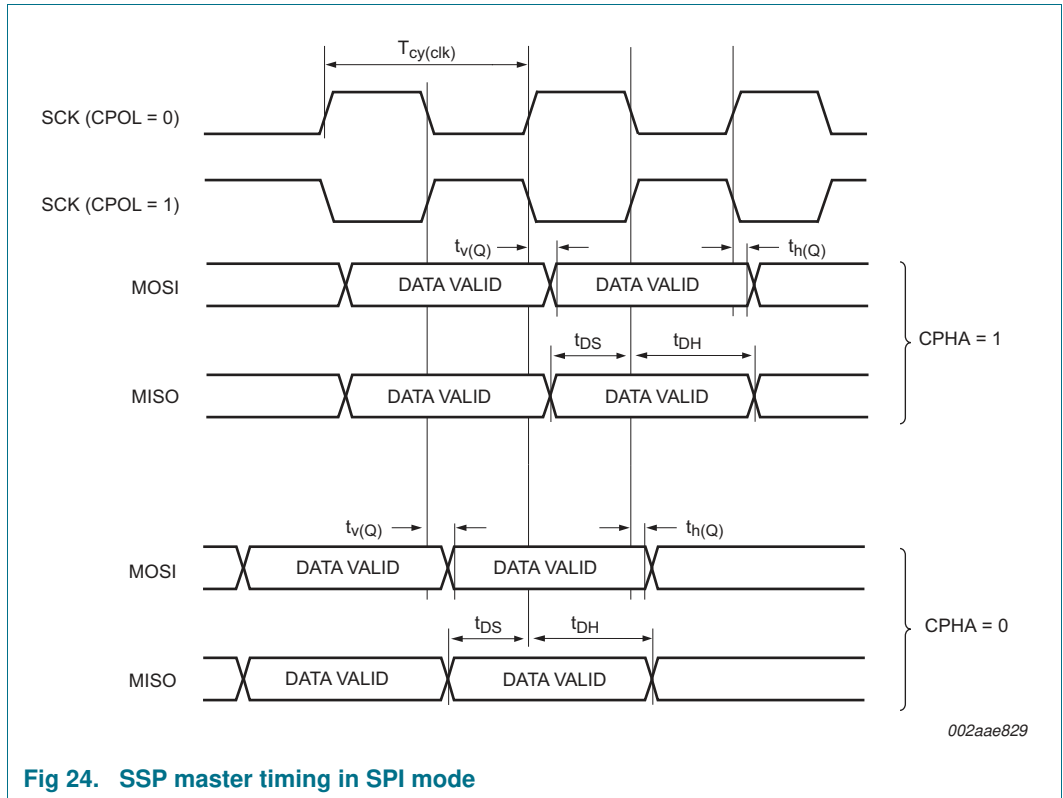 Tcy(clk)
SCK (CPOL = 0)
SCK (CPOL = 1)
tv(Q)
th(Q)
MOSI
DATA VALID
DATA VALID
CPHA = 1
tDS
tDH
MISO
DATA VALID
DATA VALID
tv(Q)
th(Q)
MOSI
DATA VALID
DATA VALID
CPHA = 0
tDS
tDH
MISO
DATA VALID
DATA VALID
002aae829
Fig 24. SSP master timing in SPI mode